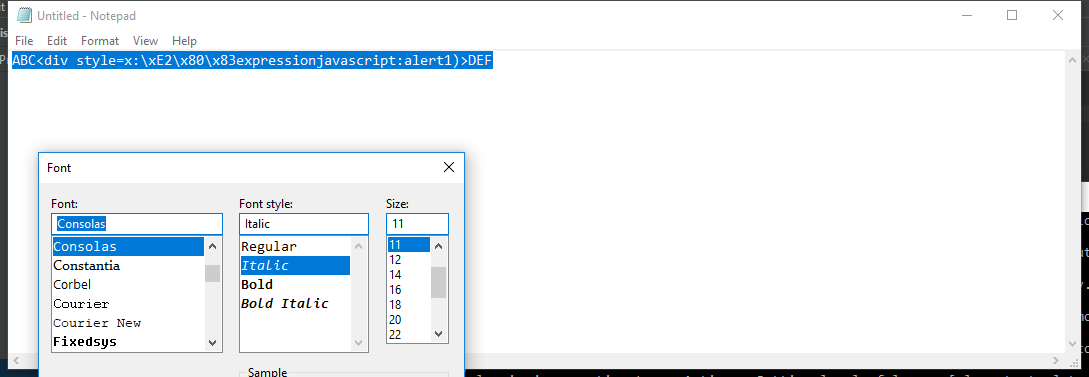 Untitled - Notepad
File Edit Format View Help
ABC<div style=x:\xE2\x80\x83expressionjavascript:alert1)>DEF
Font
Font: Font style: Size:
Consolas Italic 11
Consolas Regular 11
Constantia Italic 12
Corbel Bold 14
Courier Bold Italic 16
Courier New 18
Fixedsys 20
22
Sample